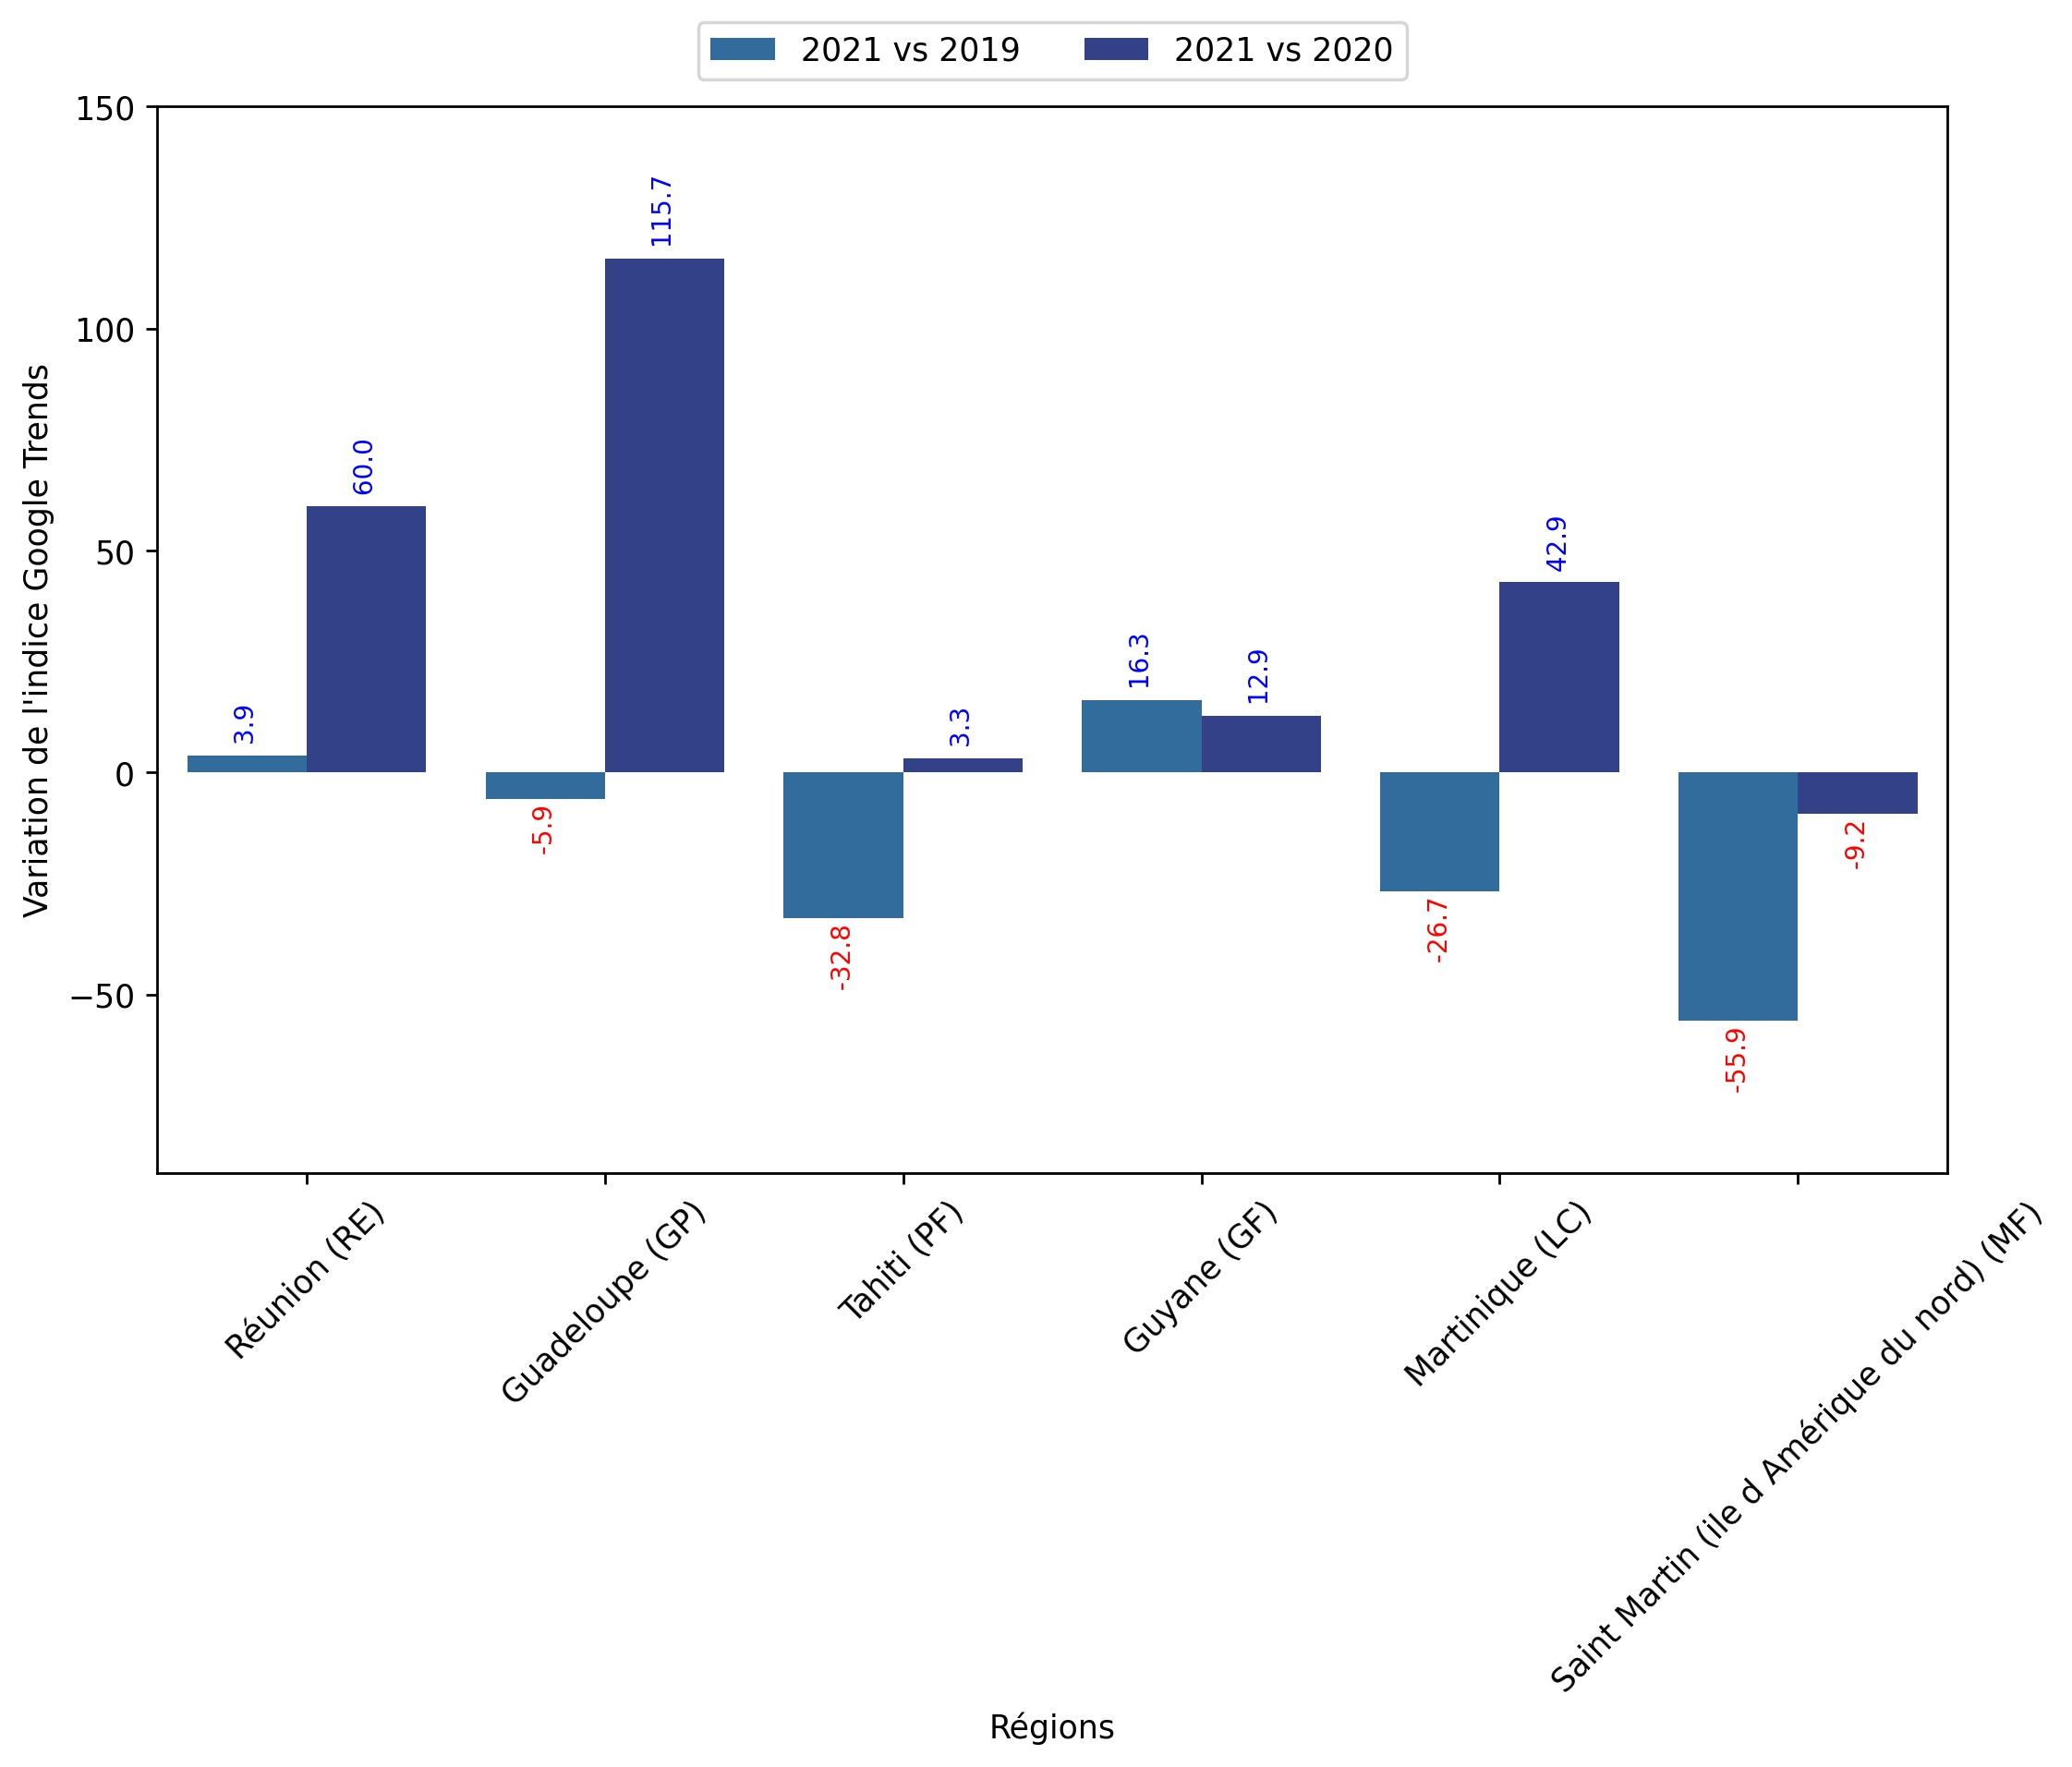 2021 vs 2019
2021 vs 2020
Variation de l'indice Google Trends
150
100
50
0
−50
3.9
60.0
-5.9
115.7
-32.8
3.3
16.3
12.9
-26.7
42.9
-55.9
-9.2
Réunion (RE)
Guadeloupe (GP)
Tahiti (PF)
Guyane (GF)
Martinique (LC)
Saint Martin (ile d Amérique du nord) (MF)
Régions